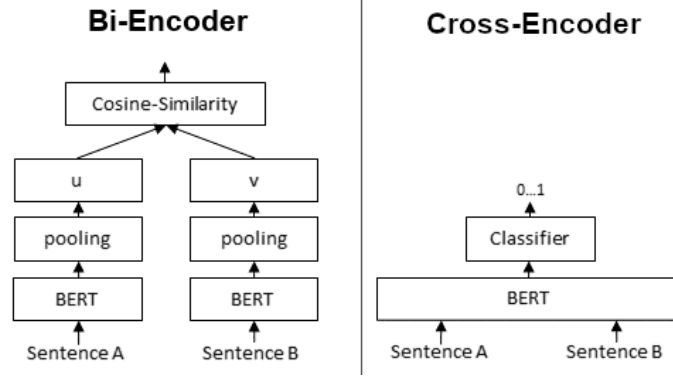 Bi-Encoder
Cosine-Similarity
u
v
pooling
pooling
BERT
BERT
Sentence A
Sentence B
Cross-Encoder
0...1
Classifier
BERT
Sentence A
Sentence B